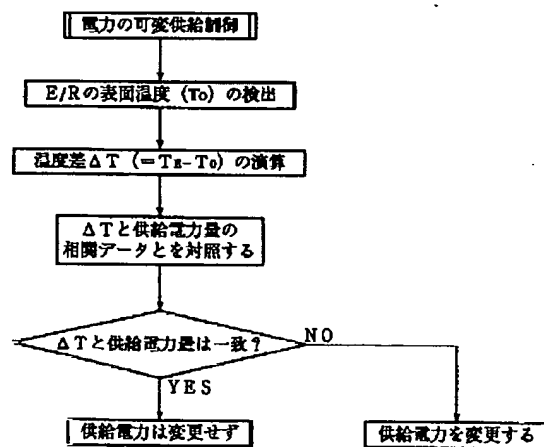 電力の可変供給制御
E/Rの表面温度 (To) の検出
温度差ΔT (=TE-To) の演算
ΔTと供給電力量の
相関データとを対照する
ΔTと供給電力量は一致?
NO
YES
供給電力は変更せず
供給電力を変更する